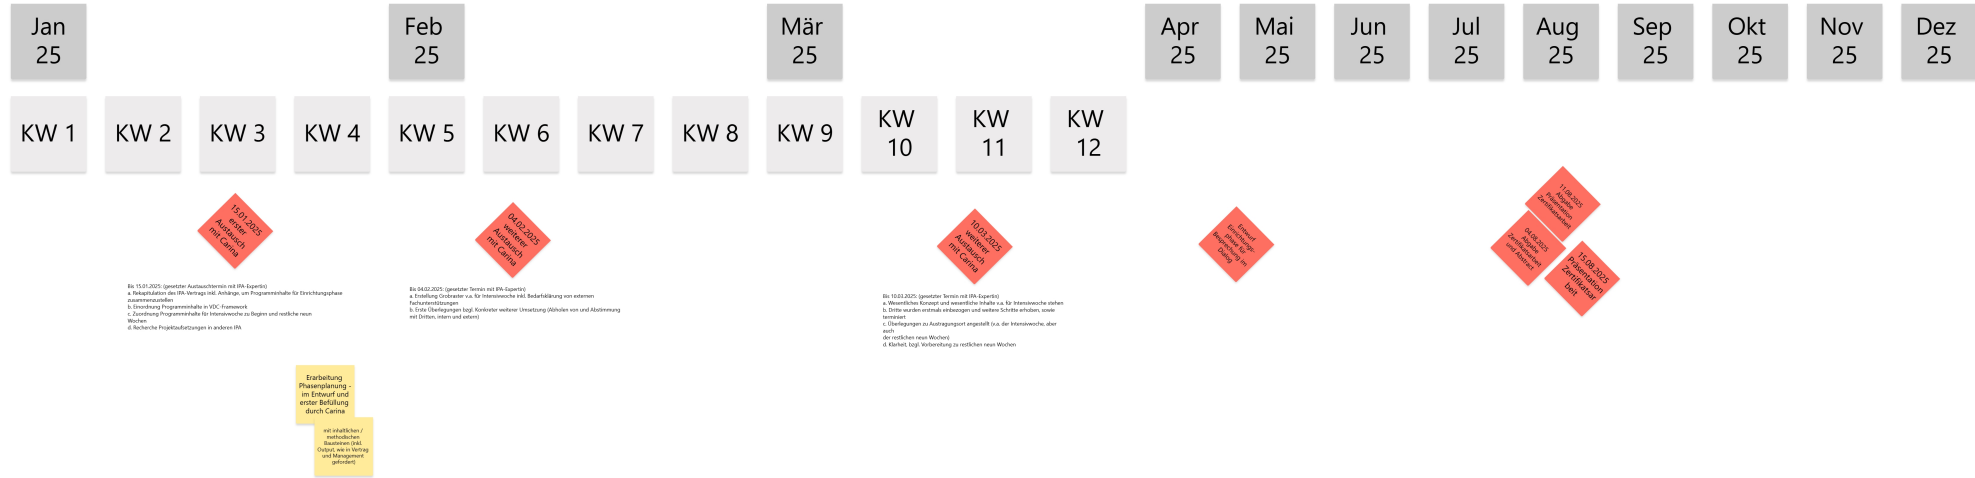 Jan
25
Feb
25
Mär
25
Apr
25
Mai
25
Jun
25
Jul
25
Aug
25
Sep
25
Okt
25
Nov
25
Dez
25
KW 1
KW 2
KW 3
KW 4
KW 5
KW 6
KW 7
KW 8
KW 9
KW
10
KW
11
KW
12
15.01.2025
erster
Austausch
mit Carina
04.02.2025
weiterer
Austausch
mit Carina
10.03.2025
weiterer
Austausch
mit Carina
Entwurf
Einrichtungs-
phase für
Besprechung im
Dialog
11.08.2025
Abgabe
Präsentation
Zertifikatsarbeit
04.08.2025
Abgabe
Zertifikatsarbeit
und Abstract
15.08.2025
Präsentation
Zertifikatsar
beit
Bis 15.01.2025: (gesetzter Austauschtermin mit IPA-Expertin)
a. Rekapitulation des IPA-Vertrags inkl. Anhänge, um Programminhalte für Einrichtungsphase
zusammenzustellen
b. Einordnung Programminhalte in VDC-Framework
c. Zuordnung Programminhalte für Intensivwoche zu Beginn und restliche neun
Wochen
d. Recherche Projektaufsetzungen in anderen IPA
Bis 04.02.2025: (gesetzter Termin mit IPA-Expertin)
a. Erstellung Grobraster v.a. für Intensivwoche inkl. Bedarfsklärung von externen
Fachunterstützungen
b. Erste Überlegungen bzgl. Konkreter weiterer Umsetzung (Abholen von und Abstimmung
mit Dritten, intern und extern)
Bis 10.03.2025: (gesetzter Termin mit IPA-Expertin)
a. Wesentliches Konzept und wesentliche Inhalte v.a. für Intensivwoche stehen
b. Dritte wurden erstmals einbezogen und weitere Schritte erhoben, sowie
terminiert
c. Überlegungen zu Austragungsort angestellt (v.a. der Intensivwoche, aber
auch
der restlichen neun Wochen)
d. Klarheit, bzgl. Vorbereitung zu restlichen neun Wochen
Erarbeitung
Phasenplanung -
im Entwurf und
erster Befüllung
durch Carina
mit inhaltlichen /
methodischen
Bausteinen (inkl.
Output, wie in Vertrag
und Management
gefordert)